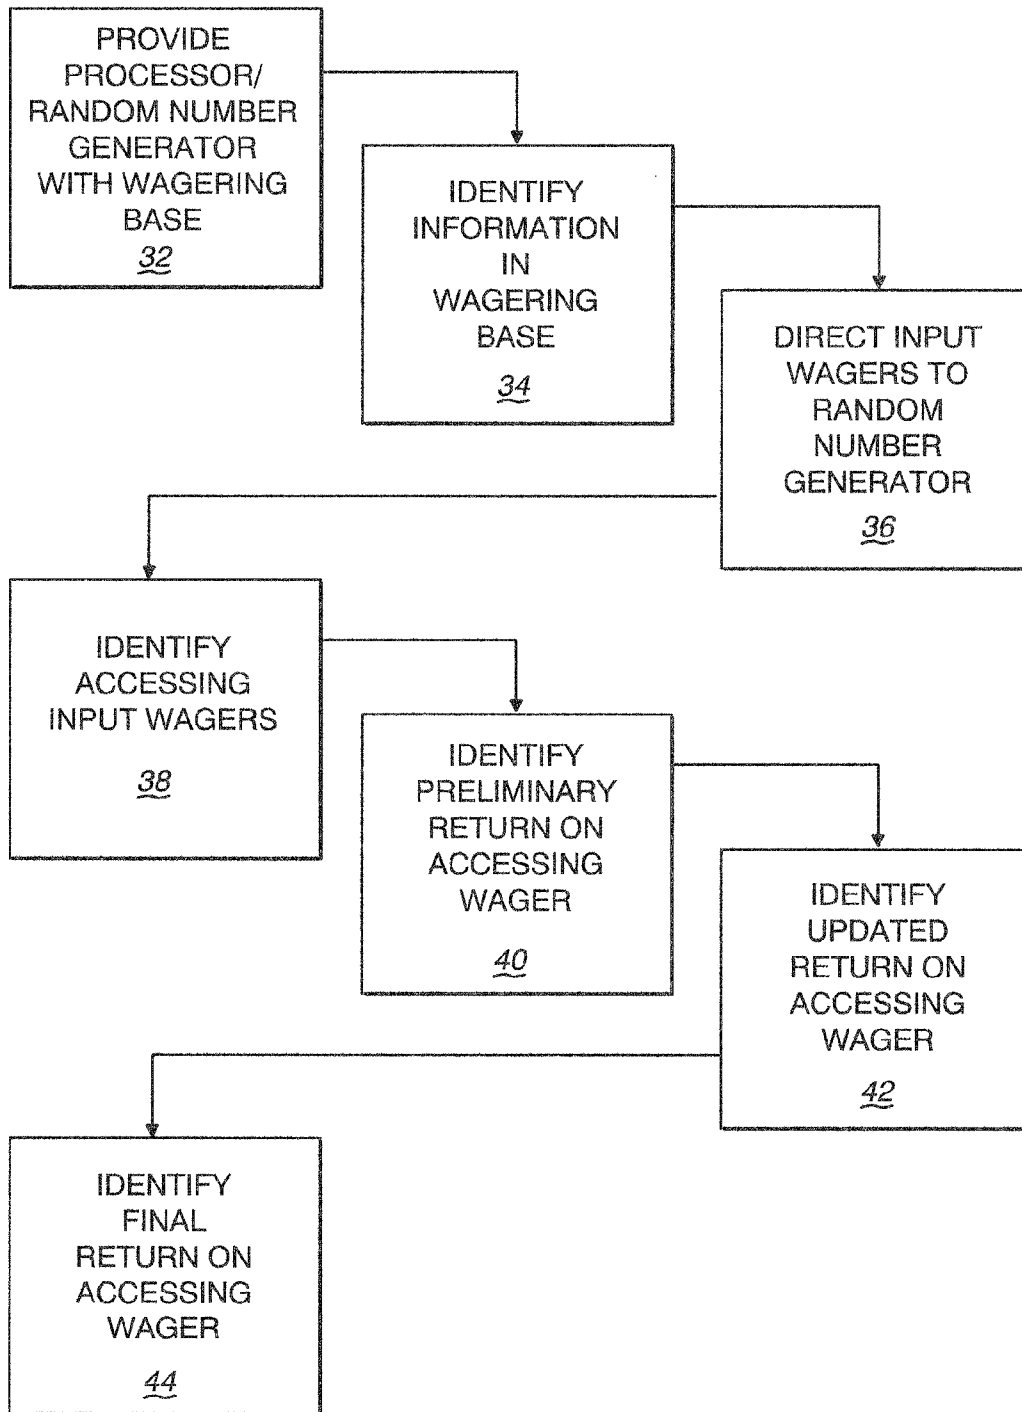 PROVIDE
PROCESSOR/
RANDOM NUMBER
GENERATOR
WITH WAGERING
BASE
32
IDENTIFY
INFORMATION
IN
WAGERING
BASE
34
DIRECT INPUT
WAGERS TO
RANDOM
NUMBER
GENERATOR
36
IDENTIFY
ACCESSING
INPUT WAGERS
38
IDENTIFY
PRELIMINARY
RETURN ON
ACCESSING
WAGER
40
IDENTIFY
UPDATED
RETURN ON
ACCESSING
WAGER
42
IDENTIFY
FINAL
RETURN ON
ACCESSING
WAGER
44